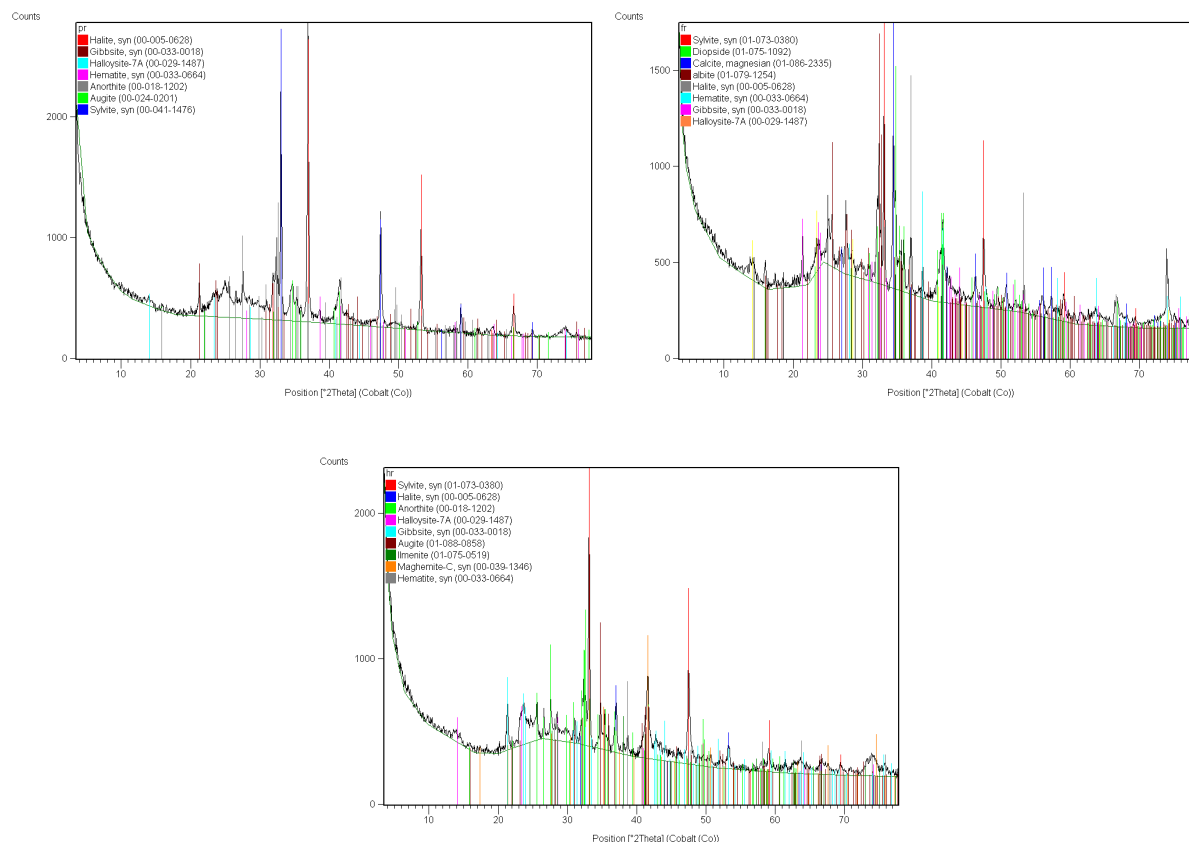 Counts
pr
Halite, syn (00-005-0628)
Gibbsite, syn (00-033-0018)
Halloysite-7A (00-029-1487)
Hematite, syn (00-033-0664)
Anorthite (00-018-1202)
Augite (00-024-0201)
Sylvite, syn (00-041-1476)
2000
1000
0
10 20 30 40 50 60 70
Position [°2Theta] (Cobalt (Co))
Counts
fr
Sylvite, syn (01-073-0380)
Diopside (01-075-1092)
Calcite, magnesian (01-086-2335)
albite (01-079-1254)
Halite, syn (00-005-0628)
Hematite, syn (00-033-0664)
Gibbsite, syn (00-033-0018)
Halloysite-7A (00-029-1487)
1500
1000
500
0
10 20 30 40 50 60 70
Position [°2Theta] (Cobalt (Co))
Counts
hr
Sylvite, syn (01-073-0380)
Halite, syn (00-005-0628)
Anorthite (00-018-1202)
Halloysite-7A (00-029-1487)
Gibbsite, syn (00-033-0018)
Augite (01-088-0858)
Ilmenite (01-075-0519)
Maghemite-C, syn (00-039-1346)
Hematite, syn (00-033-0664)
2000
1000
0
10 20 30 40 50 60 70
Position [°2Theta] (Cobalt (Co))